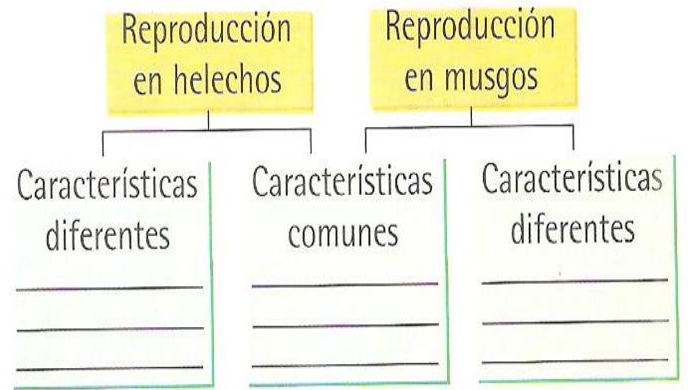 Reproducción
en helechos
Reproducción
en musgos
Características
diferentes
Características
comunes
Características
diferentes